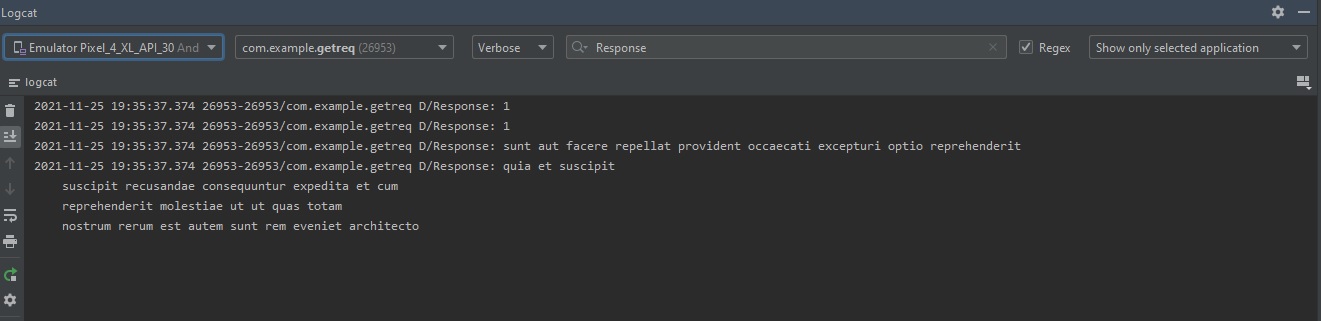 Logcat
Emulator Pixel_4_XL_API_30 And
com.example.getreq (26953)
Verbose
Response
Regex
Show only selected application
logcat
2021-11-25 19:35:37.374 26953-26953/com.example.getreq D/Response: 1
2021-11-25 19:35:37.374 26953-26953/com.example.getreq D/Response: 1
2021-11-25 19:35:37.374 26953-26953/com.example.getreq D/Response: sunt aut facere repellat provident occaecati excepturi optio reprehenderit
2021-11-25 19:35:37.374 26953-26953/com.example.getreq D/Response: quia et suscipit
suscipit recusandae consequuntur expedita et cum
reprehenderit molestiae ut ut quas totam
nostrum rerum est autem sunt rem eveniet architecto